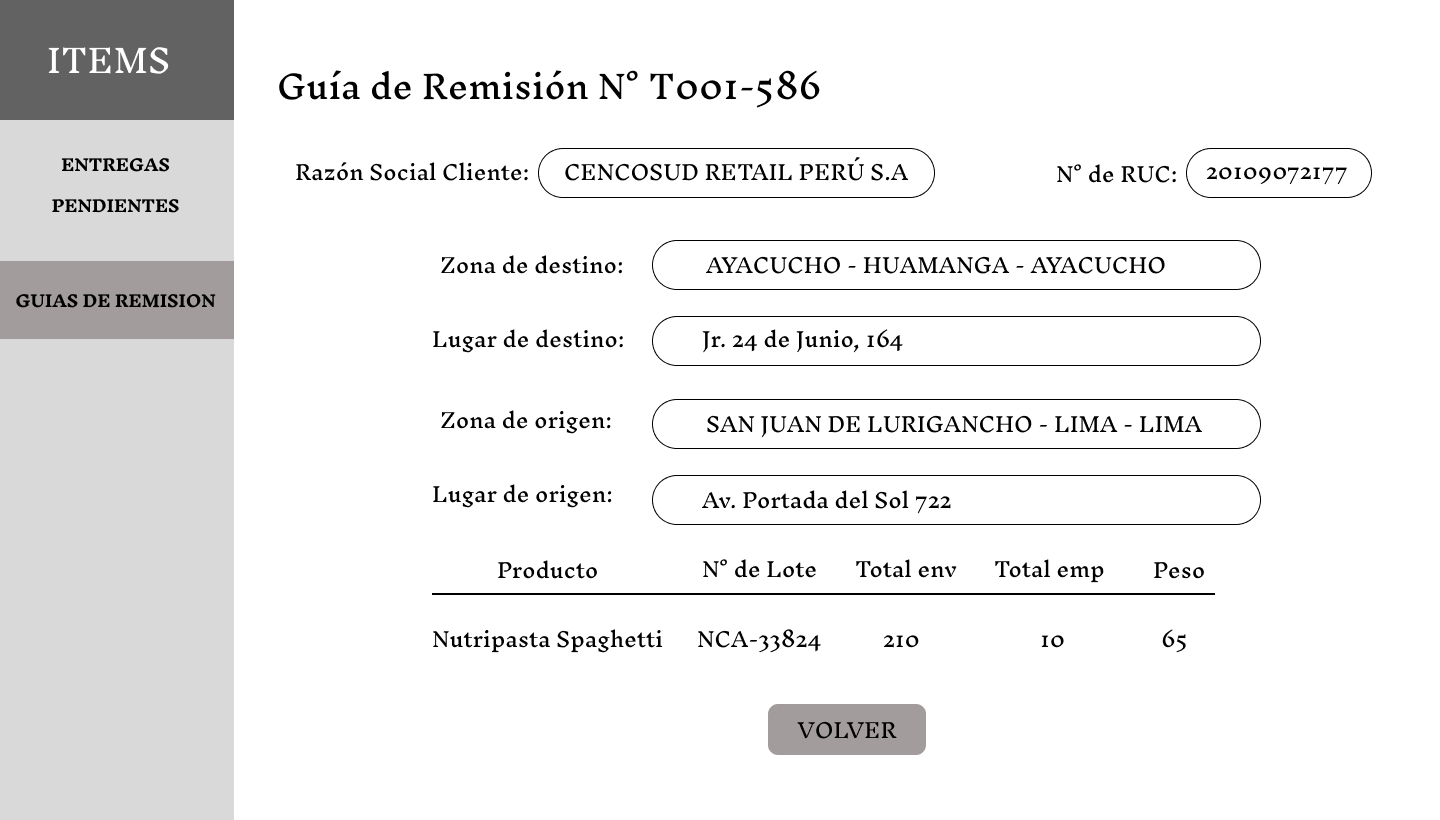 ITEMS
ENTREGAS
PENDIENTES
GUIAS DE REMISION
Guía de Remisión N° T001-586
Razón Social Cliente: CENCOSUD RETAIL PERÚ S.A N° de RUC: 20109072177
Zona de destino: AYACUCHO - HUAMANGA - AYACUCHO
Lugar de destino: Jr. 24 de Junio, 164
Zona de origen: SAN JUAN DE LURIGANCHO - LIMA - LIMA
Lugar de origen: Av. Portada del Sol 722
Producto N° de Lote Total env Total emp Peso
Nutripasta Spaghetti NCA-33824 210 10 65
VOLVER